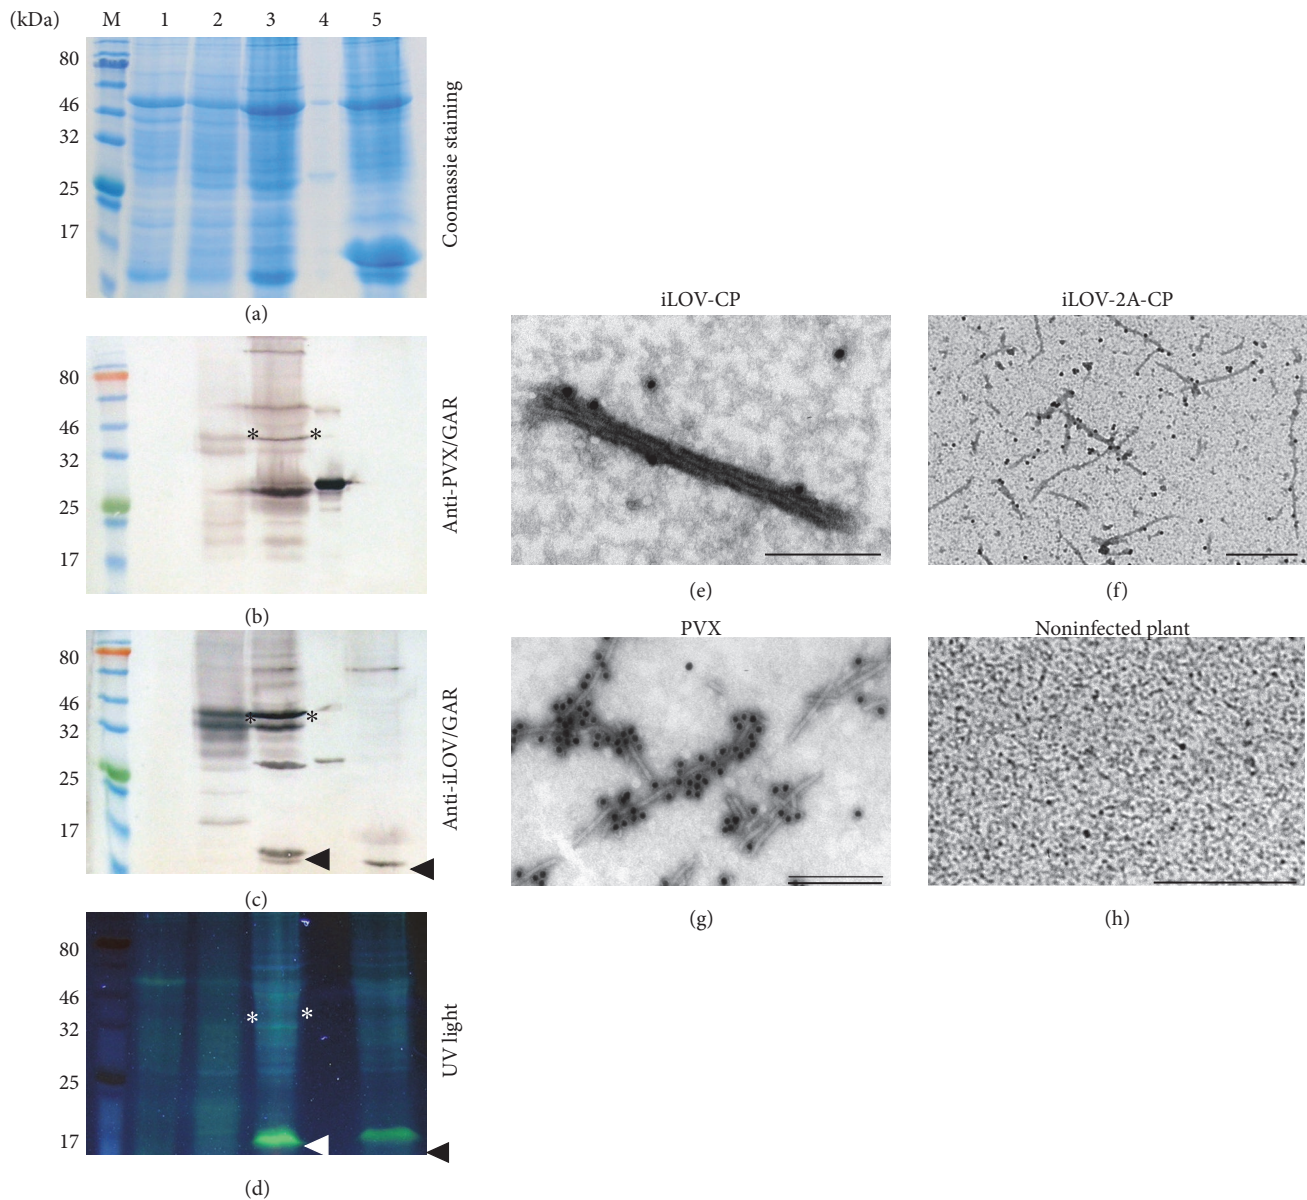 (kDa) M 1 2 3 4 5
80
46
32
25
17
Coomassie staining
(a)
80
46
32
25
17
* *
Anti-PVX/GAR
(b)
80
46
32
25
17
* *
Anti-iLOV/GAR
(c)
80
46
32
25
17
* *
UV light
(d)
iLOV-CP
(e)
iLOV-2A-CP
(f)
PVX
(g)
Noninfected plant
(h)